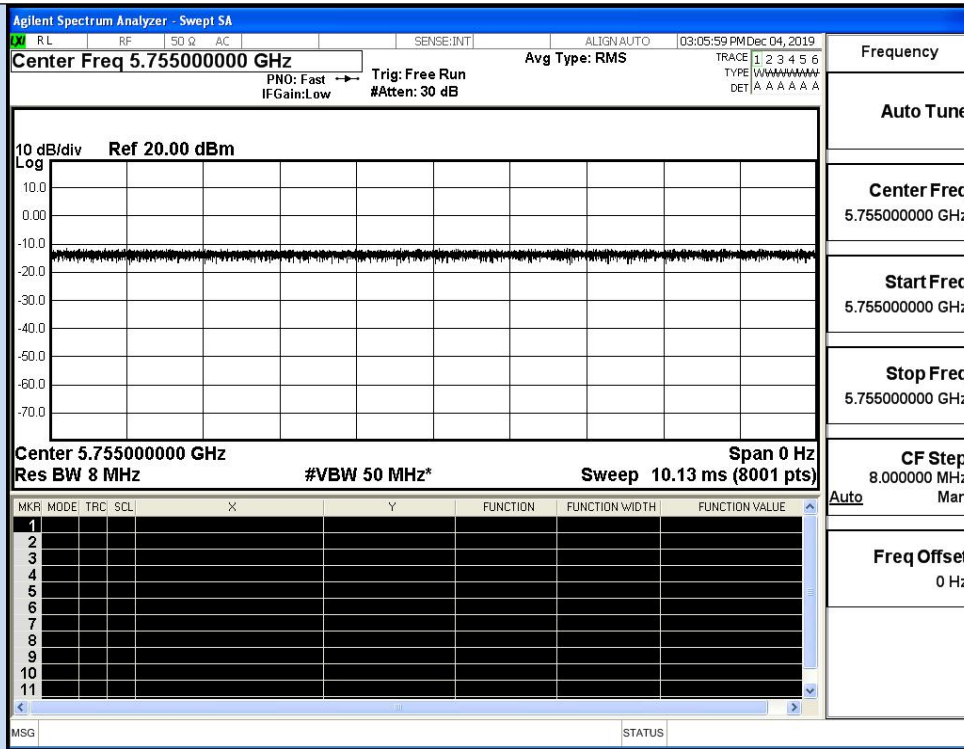 Agilent Spectrum Analyzer - Swept SA
LXI RL RF 50 Ω AC SENSE:INT ALIGN AUTO 03:05:59 PM Dec 04, 2019
Center Freq 5.755000000 GHz
PNO: Fast
IFGain:Low
Trig: Free Run
#Atten: 30 dB
Avg Type: RMS
TRACE 1 2 3 4 5 6
TYPE WWWWWWW
DET A A A A A A
10 dB/div Ref 20.00 dBm
Log
10.0
0.00
-10.0
-20.0
-30.0
-40.0
-50.0
-60.0
-70.0
Center 5.755000000 GHz Span 0 Hz
Res BW 8 MHz #VBW 50 MHz* Sweep 10.13 ms (8001 pts)
MKR MODE TRC SCL X Y FUNCTION FUNCTION WIDTH FUNCTION VALUE
1
2
3
4
5
6
7
8
9
10
11
MSG STATUS
Frequency
Auto Tune
Center Freq
5.755000000 GHz
Start Freq
5.755000000 GHz
Stop Freq
5.755000000 GHz
CF Step
8.000000 MHz
Auto Man
Freq Offset
0 Hz